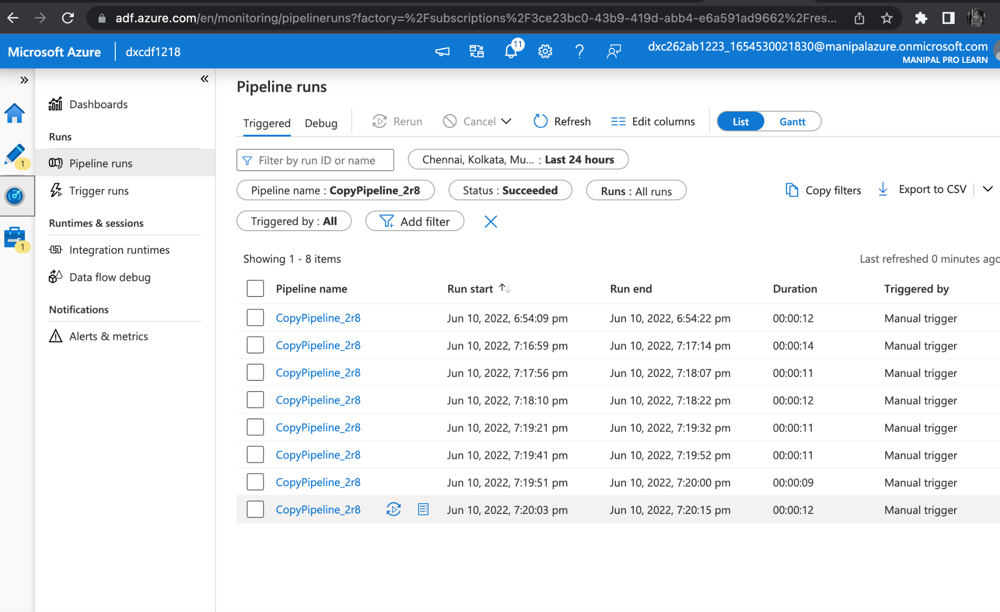 adf.azure.com/en/monitoring/pipelineruns?factory=%2Fsubscriptions%2F3ce23bc0-43b9-419d-abb4-e6a591ad9662%2Fres...
Microsoft Azure
dxcdf1218
11
dxc262ab1223_1654530021830@manipalazure.onmicrosoft.com
MANIPAL PRO LEARN
1
1
Dashboards
Runs
Pipeline runs
Trigger runs
Runtimes & sessions
Integration runtimes
Data flow debug
Notifications
Alerts & metrics
Pipeline runs
Triggered Debug Rerun Cancel Refresh Edit columns List Gantt
Filter by run ID or name Chennai, Kolkata, Mu... : Last 24 hours
Pipeline name : CopyPipeline_2r8 Status : Succeeded Runs : All runs Copy filters Export to CSV
Triggered by : All Add filter
Showing 1 - 8 items Last refreshed 0 minutes ago
Pipeline name Run start Run end Duration Triggered by
CopyPipeline_2r8 Jun 10, 2022, 6:54:09 pm Jun 10, 2022, 6:54:22 pm 00:00:12 Manual trigger
CopyPipeline_2r8 Jun 10, 2022, 7:16:59 pm Jun 10, 2022, 7:17:14 pm 00:00:14 Manual trigger
CopyPipeline_2r8 Jun 10, 2022, 7:17:56 pm Jun 10, 2022, 7:18:07 pm 00:00:11 Manual trigger
CopyPipeline_2r8 Jun 10, 2022, 7:18:10 pm Jun 10, 2022, 7:18:22 pm 00:00:12 Manual trigger
CopyPipeline_2r8 Jun 10, 2022, 7:19:21 pm Jun 10, 2022, 7:19:32 pm 00:00:11 Manual trigger
CopyPipeline_2r8 Jun 10, 2022, 7:19:41 pm Jun 10, 2022, 7:19:52 pm 00:00:11 Manual trigger
CopyPipeline_2r8 Jun 10, 2022, 7:19:51 pm Jun 10, 2022, 7:20:00 pm 00:00:09 Manual trigger
CopyPipeline_2r8 Jun 10, 2022, 7:20:03 pm Jun 10, 2022, 7:20:15 pm 00:00:12 Manual trigger